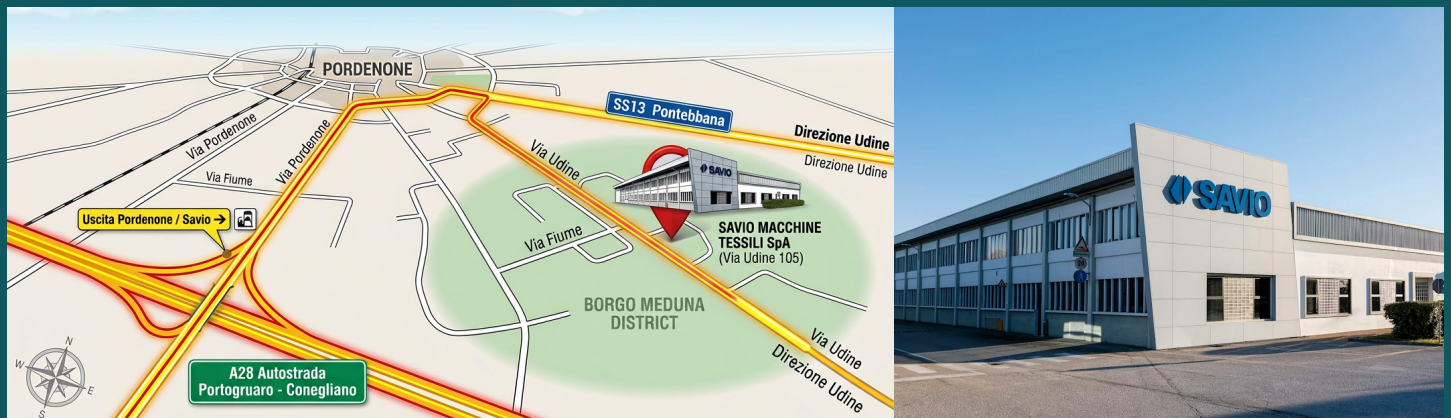 PORDENONE
SS13 Pontebbana
Direzione Udine
Direzione Udine
Via Pordenone
Via Pordenone
Via Udine
Via Fiume
SAVIO
Uscita Pordenone / Savio →
SAVIO MACCHINE
TESSILI SpA
(Via Udine 105)
Via Fiume
BORGO MEDUNA
DISTRICT
Via Udine
Direzione Udine
A28 Autostrada
Portogruaro - Conegliano
N
W
E
S
SAVIO